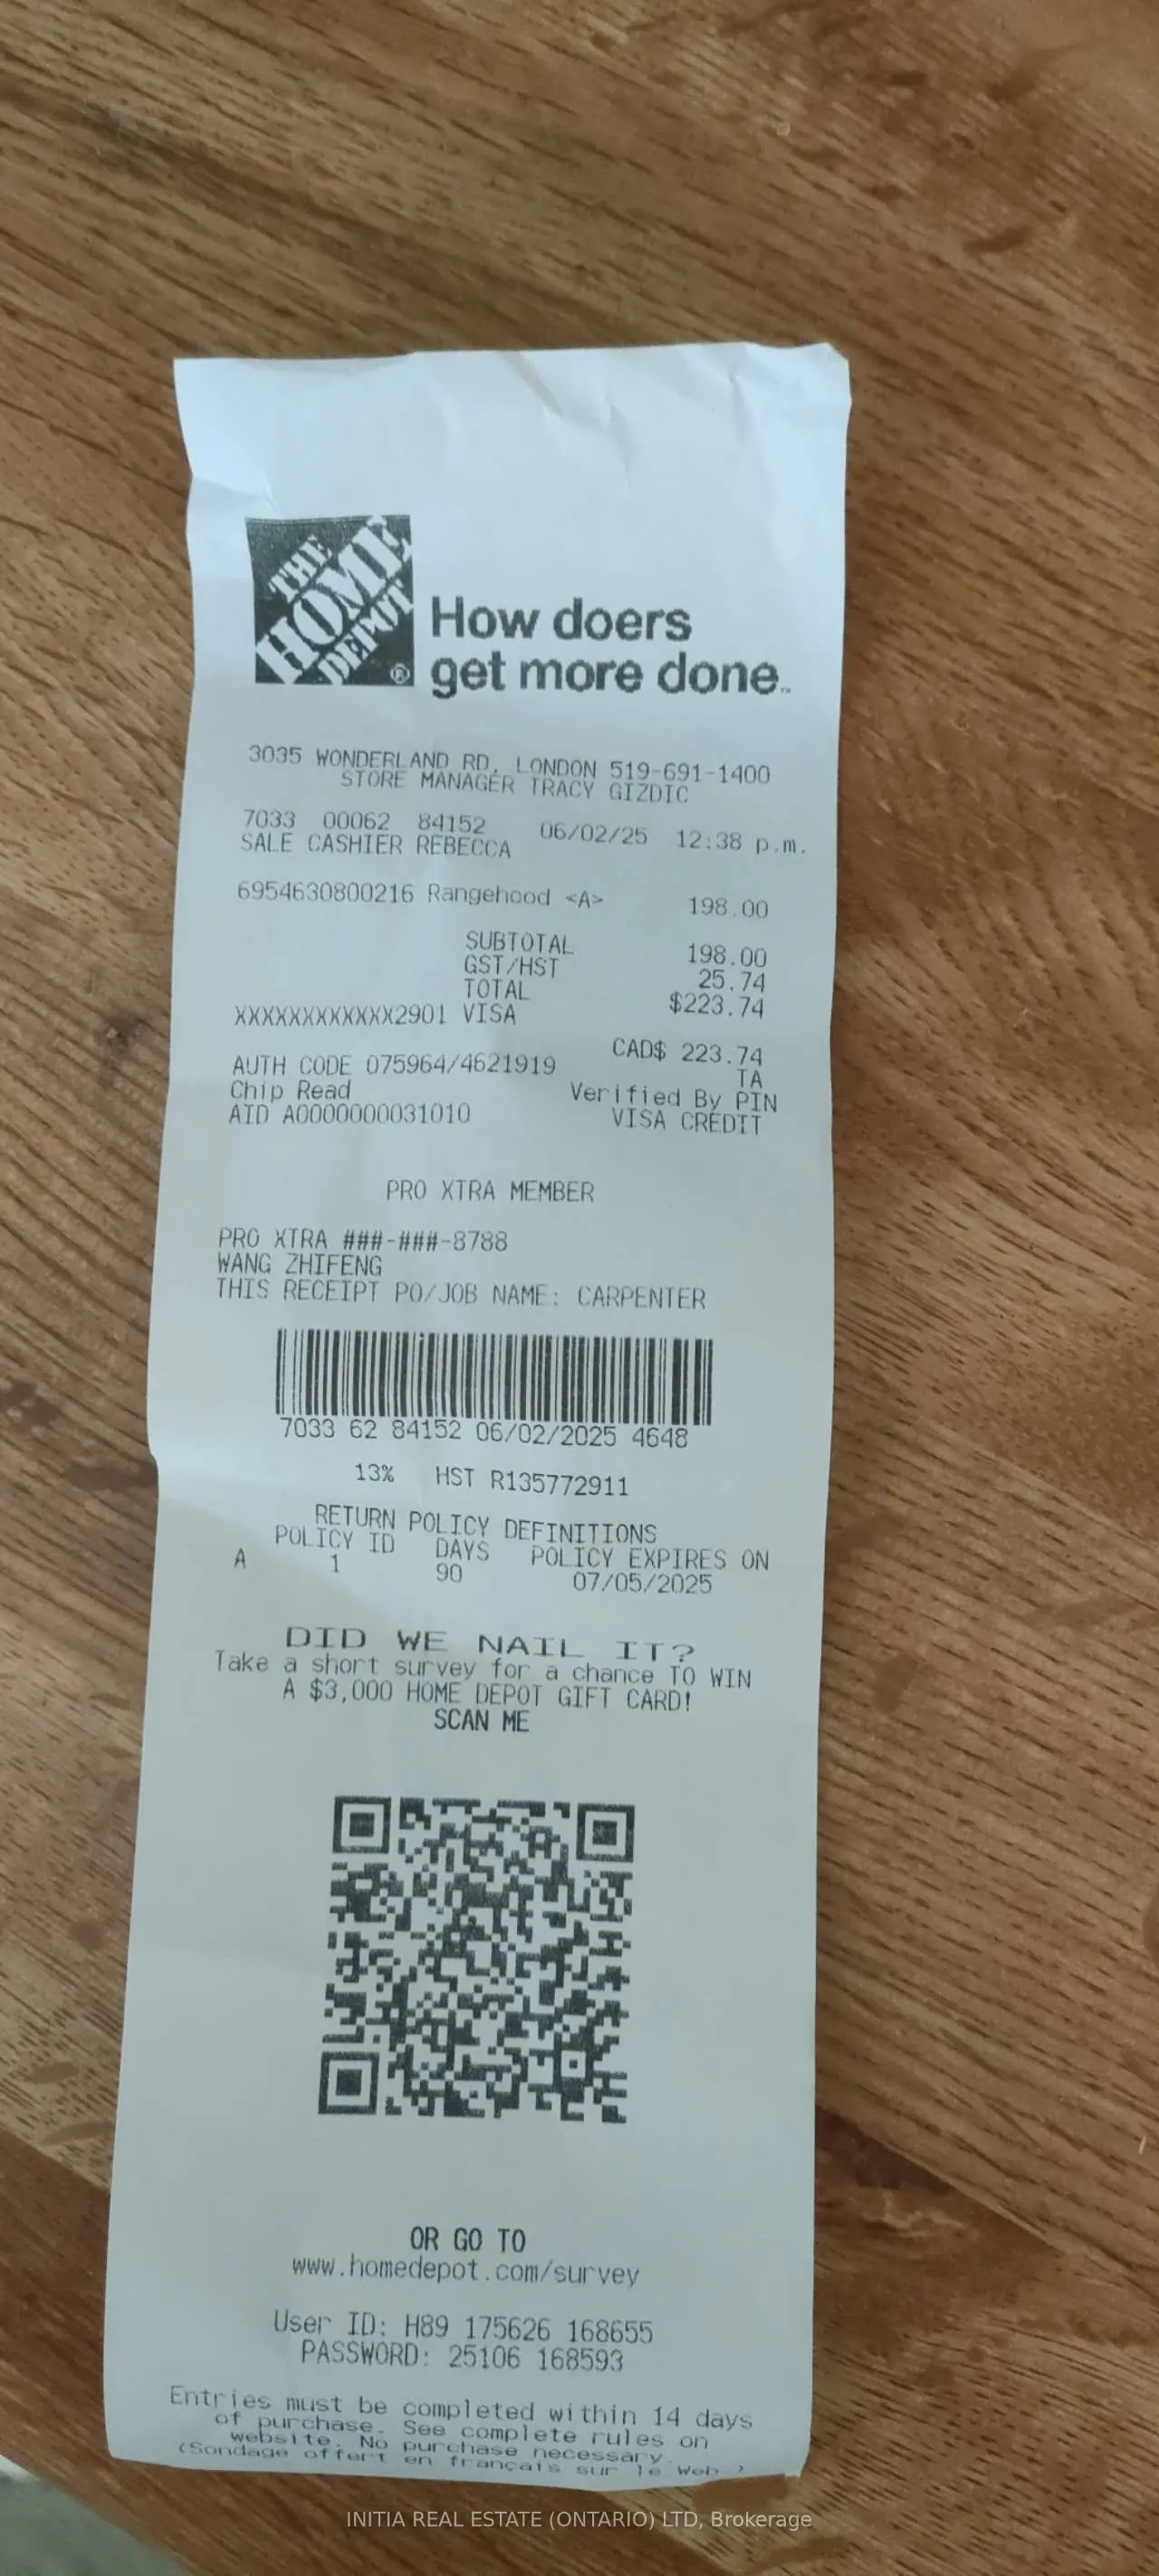 THE
HOME
DEPOT®
How doers
get more done™
3035 WONDERLAND RD, LONDON 519-691-1400
STORE MANAGER TRACY GIZDIC
7033 00062 84152 06/02/25 12:38 p.m.
SALE CASHIER REBECCA
6954630800216 Rangehood <A> 198.00
SUBTOTAL 198.00
GST/HST 25.74
TOTAL $223.74
XXXXXXXXXXXX2901 VISA
CAD$ 223.74
AUTH CODE 075964/4621919 TA
Chip Read Verified By PIN
AID A0000000031010 VISA CREDIT
PRO XTRA MEMBER
PRO XTRA ###-###-8788
WANG ZHIFENG
THIS RECEIPT PO/JOB NAME: CARPENTER
7033 62 84152 06/02/2025 4648
13% HST R135772911
RETURN POLICY DEFINITIONS
POLICY ID DAYS POLICY EXPIRES ON
A 1 90 07/05/2025
DID WE NAIL IT?
Take a short survey for a chance TO WIN
A $3,000 HOME DEPOT GIFT CARD!
SCAN ME
OR GO TO
www.homedepot.com/survey
User ID: H89 175626 168655
PASSWORD: 25106 168593
Entries must be completed within 14 days
of purchase. See complete rules on
website. No purchase necessary.
(Sondage offert en français sur le Web.)
INITIA REAL ESTATE (ONTARIO) LTD, Brokerage